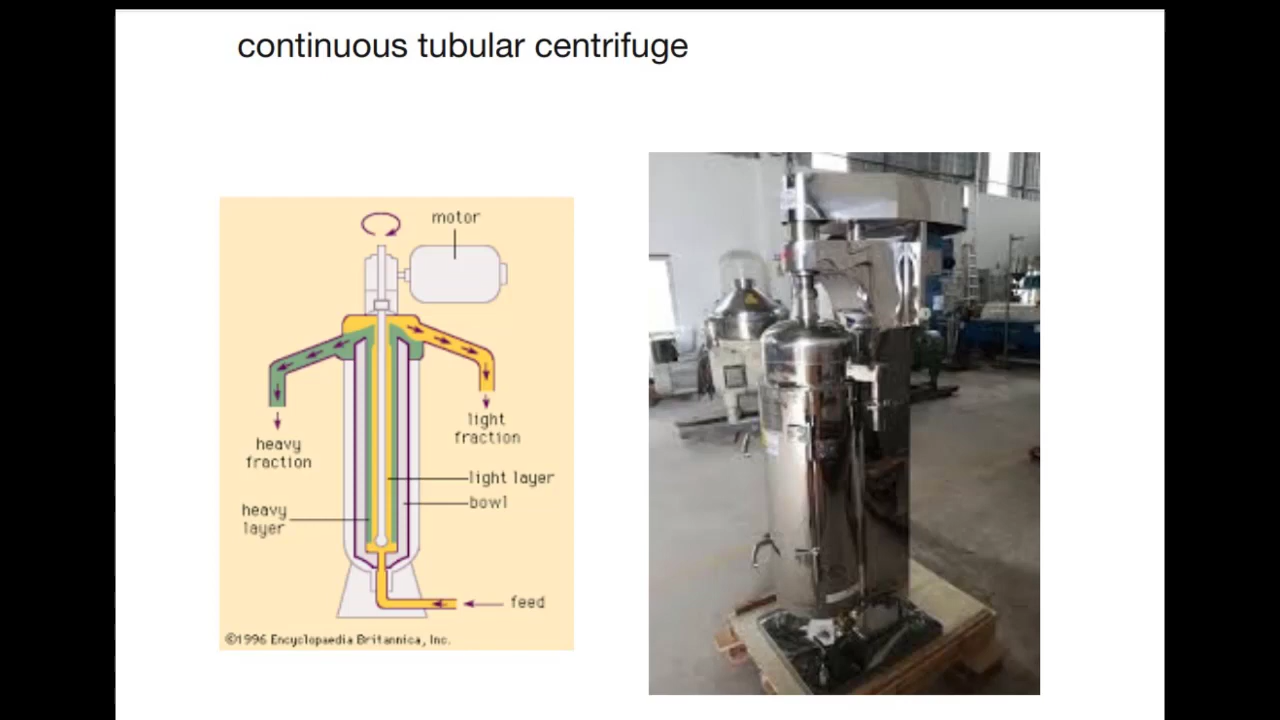 continuous tubular centrifuge
motor
heavy
fraction
light
fraction
light layer
bowl
heavy
layer
feed
©1996 Encyclopaedia Britannica, Inc.